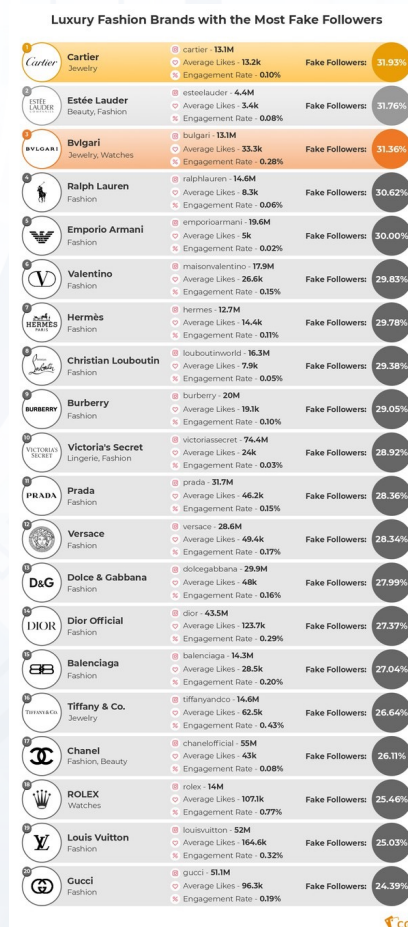 Luxury Fashion Brands with the Most Fake Followers
1
Cartier
Cartier
Jewelry
cartier - 13.1M
Average Likes - 13.2k
Engagement Rate - 0.10%
Fake Followers: 31.93%
2
ESTĒE
LAUDER
Estée Lauder
Beauty, Fashion
esteelauder - 4.4M
Average Likes - 3.4k
Engagement Rate - 0.08%
Fake Followers: 31.76%
3
BVLGARI
Bvlgari
Jewelry, Watches
bulgari - 13.1M
Average Likes - 33.3k
Engagement Rate - 0.28%
Fake Followers: 31.36%
4
Ralph Lauren
Fashion
ralphlauren - 14.6M
Average Likes - 8.3k
Engagement Rate - 0.06%
Fake Followers: 30.62%
5
Emporio Armani
Fashion
emporioarmani - 19.6M
Average Likes - 5k
Engagement Rate - 0.02%
Fake Followers: 30.00%
6
V
Valentino
Fashion
maisonvalentino - 17.9M
Average Likes - 26.6k
Engagement Rate - 0.15%
Fake Followers: 29.83%
7
HERMÈS
PARIS
Hermès
Fashion
hermes - 12.7M
Average Likes - 14.4k
Engagement Rate - 0.11%
Fake Followers: 29.78%
8
Louboutin
Christian Louboutin
Fashion
louboutinworld - 16.3M
Average Likes - 7.9k
Engagement Rate - 0.05%
Fake Followers: 29.38%
9
BURBERRY
Burberry
Fashion
burberry - 20M
Average Likes - 19.1k
Engagement Rate - 0.10%
Fake Followers: 29.05%
10
VICTORIA'S
SECRET
Victoria's Secret
Lingerie, Fashion
victoriassecret - 74.4M
Average Likes - 24k
Engagement Rate - 0.03%
Fake Followers: 28.92%
11
PRADA
Prada
Fashion
prada - 31.7M
Average Likes - 46.2k
Engagement Rate - 0.15%
Fake Followers: 28.36%
12
Versace
Fashion
versace - 28.6M
Average Likes - 49.4k
Engagement Rate - 0.17%
Fake Followers: 28.34%
13
D&G
Dolce & Gabbana
Fashion
dolcegabbana - 29.9M
Average Likes - 48k
Engagement Rate - 0.16%
Fake Followers: 27.99%
14
DIOR
Dior Official
Fashion
dior - 43.5M
Average Likes - 123.7k
Engagement Rate - 0.29%
Fake Followers: 27.37%
15
BB
Balenciaga
Fashion
balenciaga - 14.3M
Average Likes - 28.5k
Engagement Rate - 0.20%
Fake Followers: 27.04%
16
TIFFANY & CO.
Tiffany & Co.
Jewelry
tiffanyandco - 14.6M
Average Likes - 62.5k
Engagement Rate - 0.43%
Fake Followers: 26.64%
17
Chanel
Fashion, Beauty
chanelofficial - 55M
Average Likes - 43k
Engagement Rate - 0.08%
Fake Followers: 26.11%
18
ROLEX
Watches
rolex - 14M
Average Likes - 107.1k
Engagement Rate - 0.77%
Fake Followers: 25.46%
19
LV
Louis Vuitton
Fashion
louisvuitton - 52M
Average Likes - 164.6k
Engagement Rate - 0.32%
Fake Followers: 25.03%
20
Gucci
Fashion
gucci - 51.1M
Average Likes - 96.3k
Engagement Rate - 0.19%
Fake Followers: 24.39%